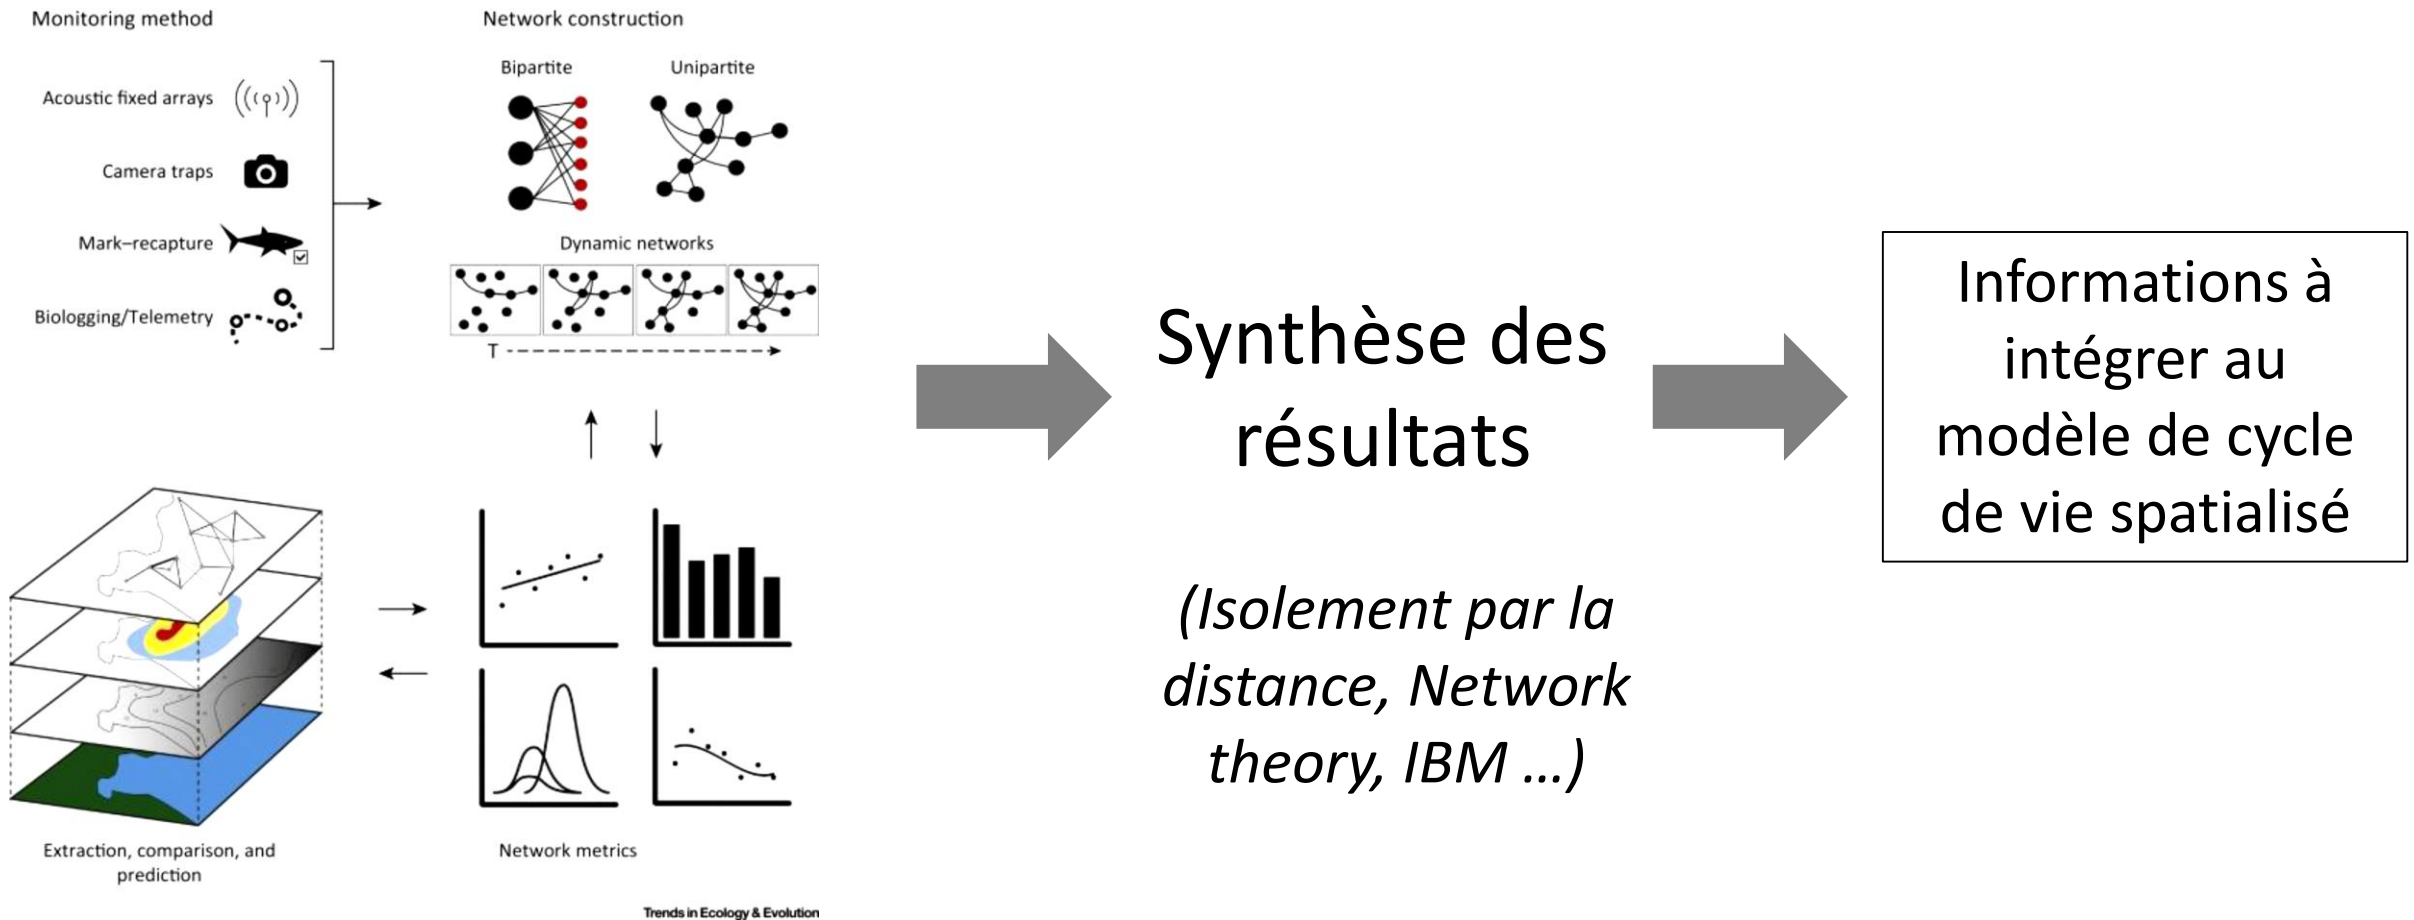 Monitoring method
Acoustic fixed arrays
Camera traps
Mark–recapture
Biologging/Telemetry
Network construction
Bipartite
Unipartite
Dynamic networks
T
Extraction, comparison, and
prediction
Network metrics
Trends in Ecology & Evolution
Synthèse des
résultats
(Isolement par la
distance, Network
theory, IBM ...)
Informations à
intégrer au
modèle de cycle
de vie spatialisé